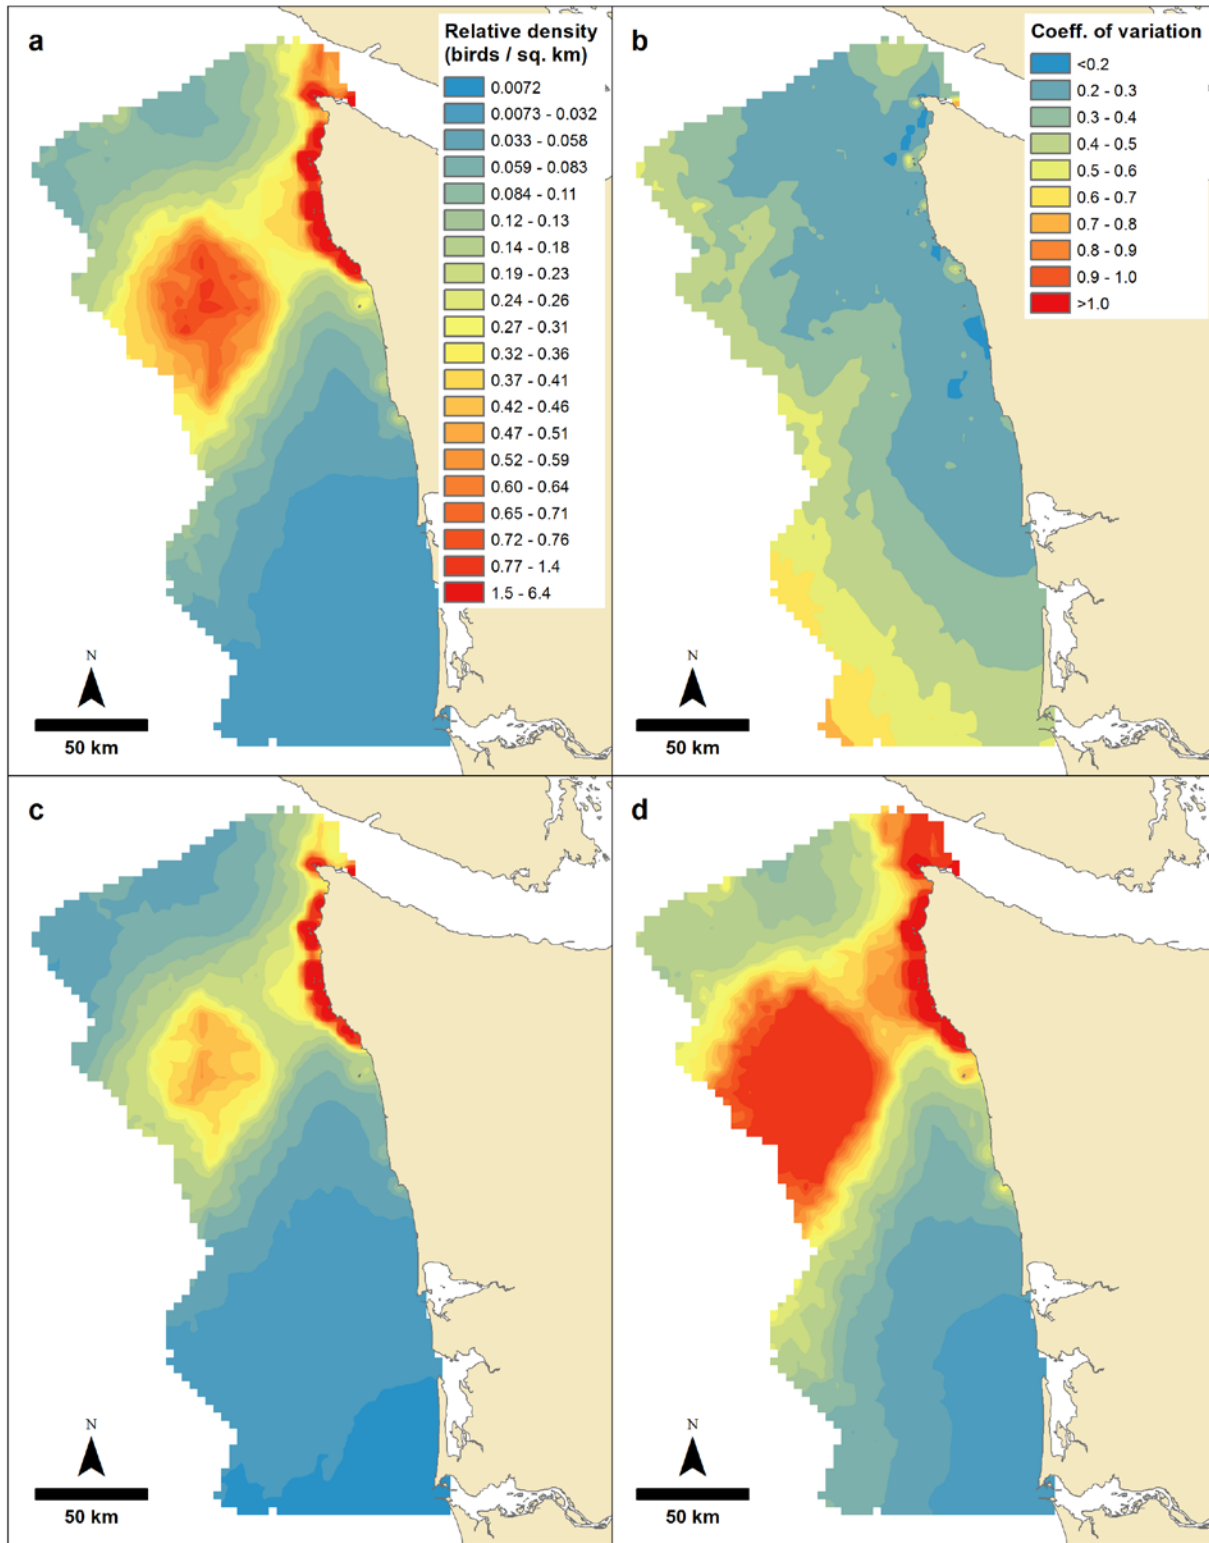 a
Relative density
(birds / sq. km)
0.0072
0.0073 - 0.032
0.033 - 0.058
0.059 - 0.083
0.084 - 0.11
0.12 - 0.13
0.14 - 0.18
0.19 - 0.23
0.24 - 0.26
0.27 - 0.31
0.32 - 0.36
0.37 - 0.41
0.42 - 0.46
0.47 - 0.51
0.52 - 0.59
0.60 - 0.64
0.65 - 0.71
0.72 - 0.76
0.77 - 1.4
1.5 - 6.4
N
50 km
b
Coeff. of variation
<0.2
0.2 - 0.3
0.3 - 0.4
0.4 - 0.5
0.5 - 0.6
0.6 - 0.7
0.7 - 0.8
0.8 - 0.9
0.9 - 1.0
>1.0
N
50 km
c
N
50 km
d
N
50 km